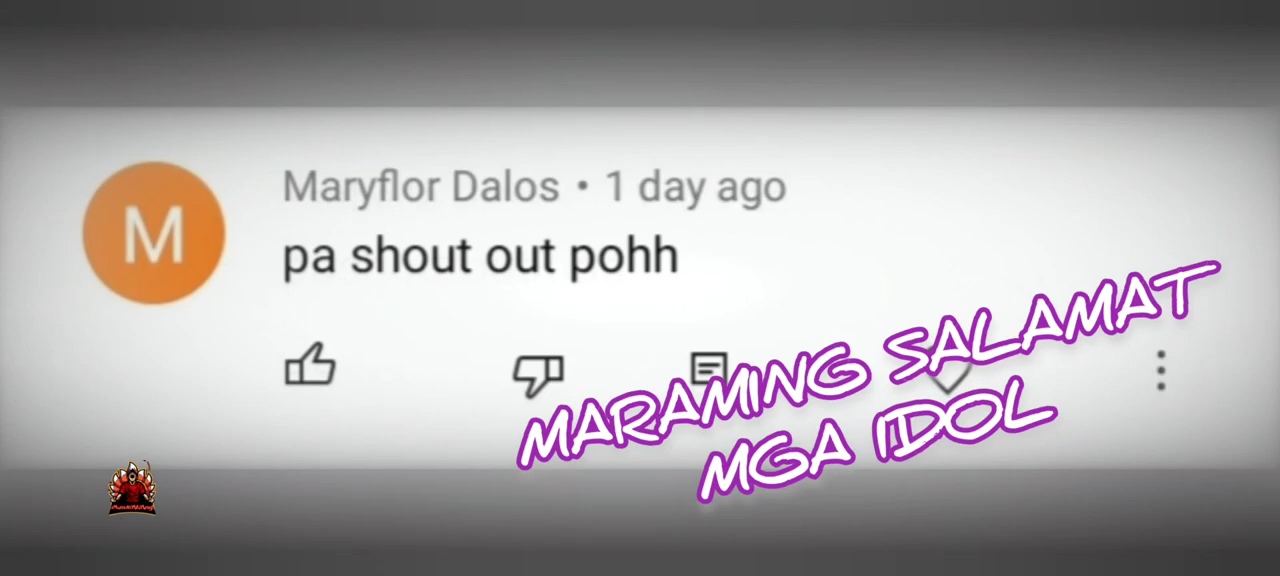 M
Maryflor Dalos • 1 day ago
pa shout out pohh
MARAMING SALAMAT
MGA IDOL